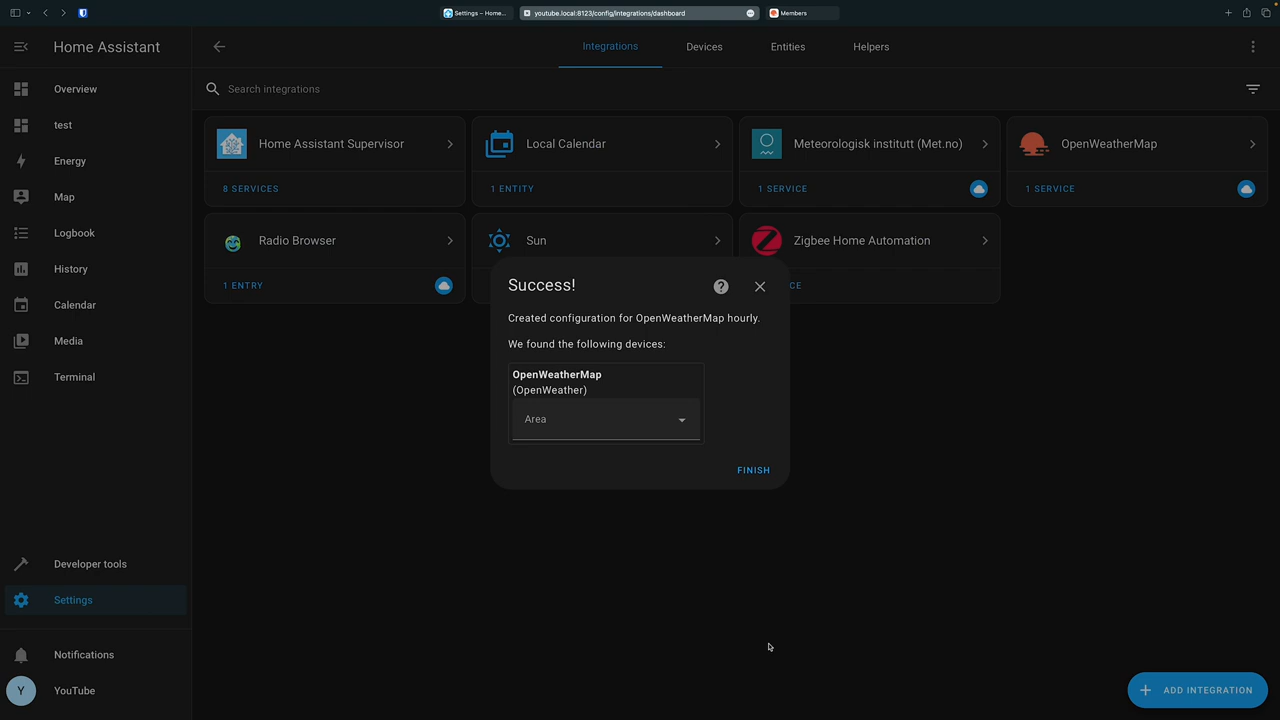 Settings – Home...
youtube.local:8123/config/integrations/dashboard
Members
Home Assistant
Integrations
Devices
Entities
Helpers
Overview
test
Energy
Map
Logbook
History
Calendar
Media
Terminal
Developer tools
Settings
Notifications
Y
YouTube
Search integrations
Home Assistant Supervisor
8 SERVICES
Local Calendar
1 ENTITY
Meteorologisk institutt (Met.no)
1 SERVICE
OpenWeatherMap
1 SERVICE
Radio Browser
1 ENTRY
Sun
Zigbee Home Automation
Success!
Created configuration for OpenWeatherMap hourly.
We found the following devices:
OpenWeatherMap
(OpenWeather)
Area
FINISH
ADD INTEGRATION